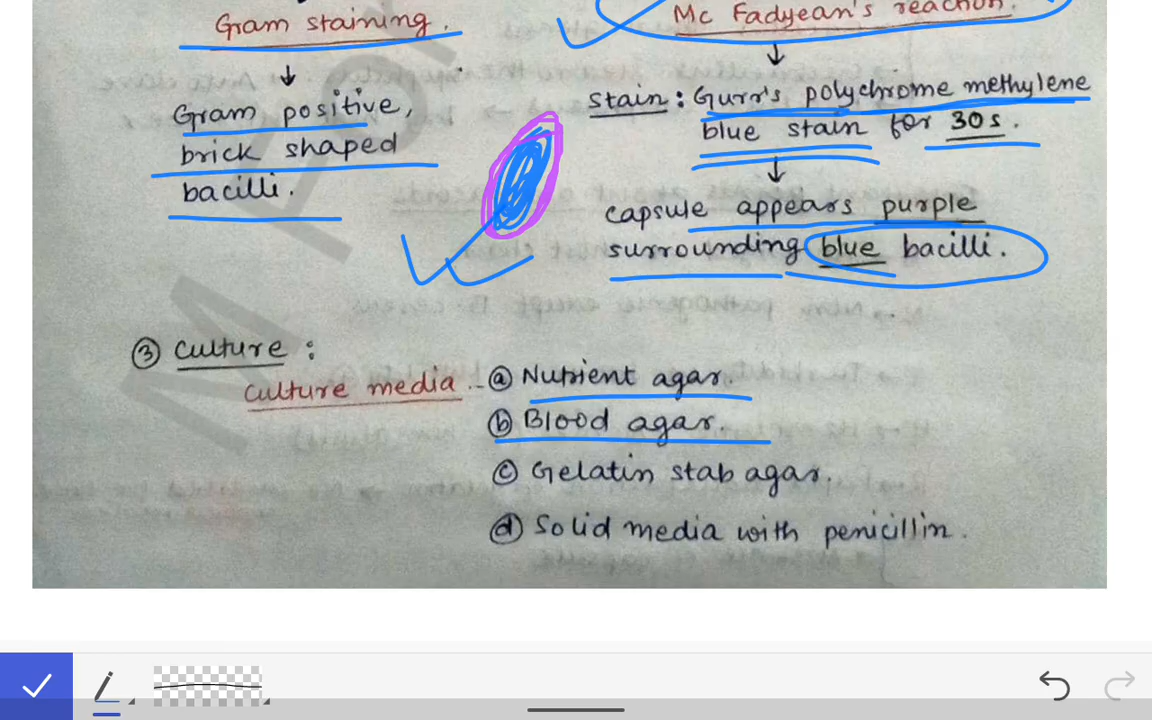 Gram staining.
Mc Fadyean's reaction.
Gram positive,
brick shaped
bacilli.
Stain: Gurr's polychrome methylene
blue stain for 30s.
capsule appears purple
surrounding blue bacilli.
③ Culture:
Culture media - ⓐ Nutrient agar.
ⓑ Blood agar.
ⓒ Gelatin stab agar.
ⓓ Solid media with penicillin.